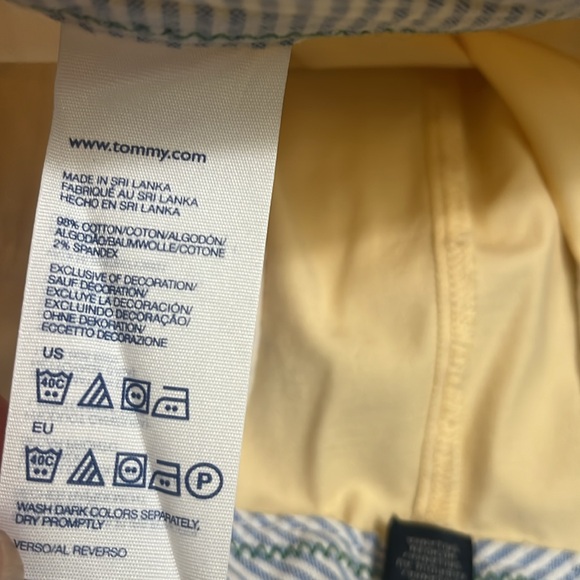 www.tommy.com
MADE IN SRI LANKA
FABRIQUÉ AU SRI LANKA
HECHO EN SRI LANKA
98% COTTON/COTON/ALGODÓN/
ALGODÃO/BAUMWOLLE/COTONE
2% SPANDEX
EXCLUSIVE OF DECORATION/
SAUF DÉCORATION/
EXCLUYE LA DECORACIÓN/
EXCLUINDO DECORAÇÃO/
OHNE DEKORATION/
ECCETTO DECORAZIONE
US
40C
EU
40C P
WASH DARK COLORS SEPARATELY,
DRY PROMPTLY
VERSO/AL REVERSO